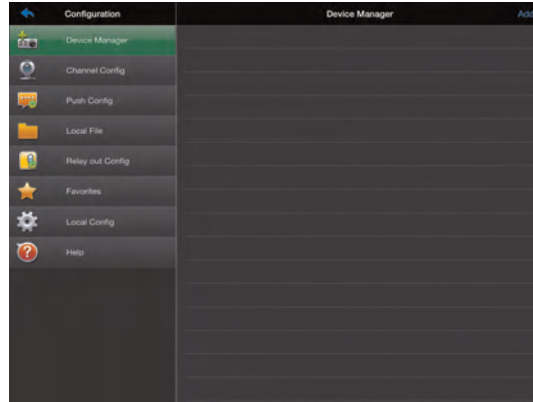 Configuration
Device Manager
Add
Device Manager
Channel Config
Push Config
Local File
Relay out Config
Favorites
Local Config
Help